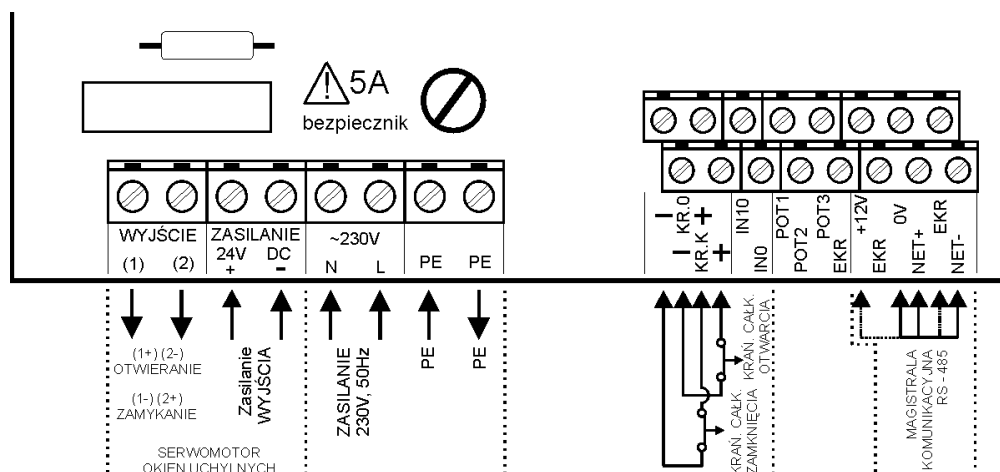 5A
bezpiecznik
WYJŚCIE
(1) (2)
ZASILANIE
24V DC
+ -
~230V
N L
PE PE
- KR.0 +
- KR.K +
IN10
IN0
POT1
POT2
POT3
EKR
+12V
EKR
0V
NET+
EKR
NET-
(1+) (2-)
OTWIERANIE
(1-) (2+)
ZAMYKANIE
SERWOMOTOR
OKIEN UCHYLNYCH
Zasilanie
WYJŚCIA
ZASILANIE
230V, 50Hz
PE
PE
KRAŃ. CAŁK.
OTWARCIA
KRAŃ. CAŁK.
ZAMKNIĘCIA
MAGISTRALA
KOMUNIKACYJNA
RS - 485